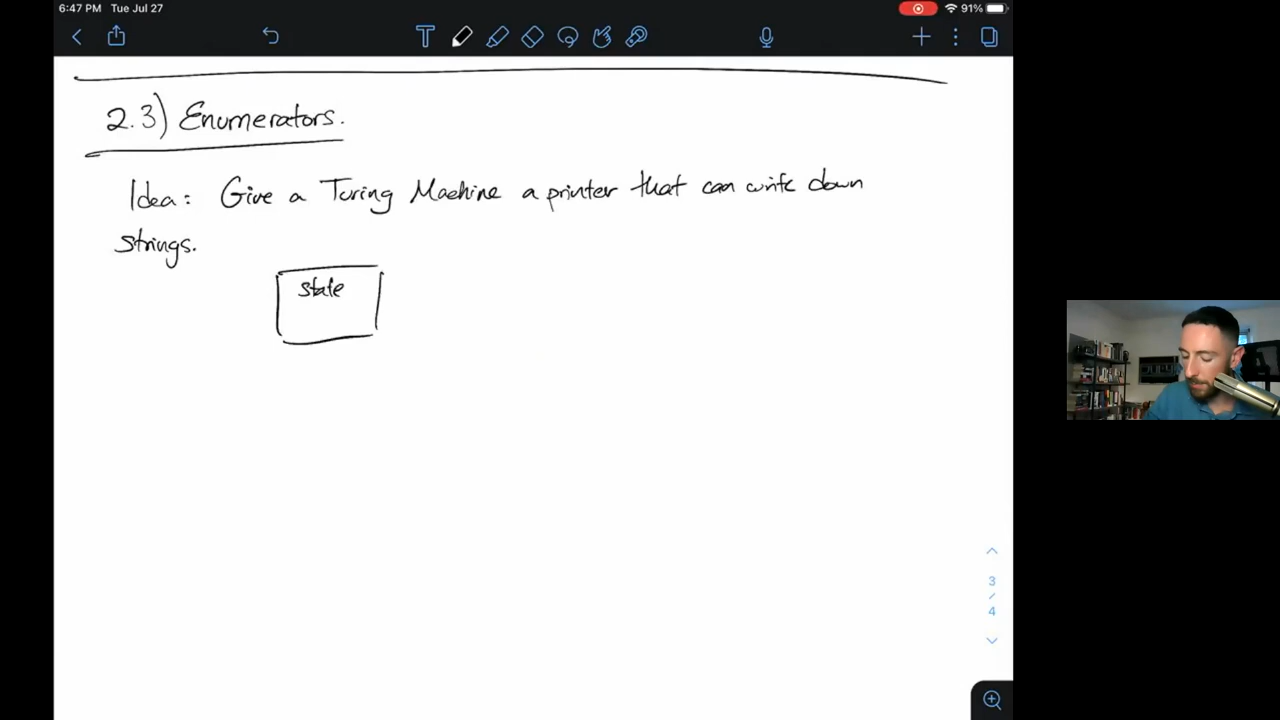 6:47 PM Tue Jul 27
91%
T
2.3) Enumerators.
Idea: Give a Turing Machine a printer that can write down
strings.
state
3
/
4